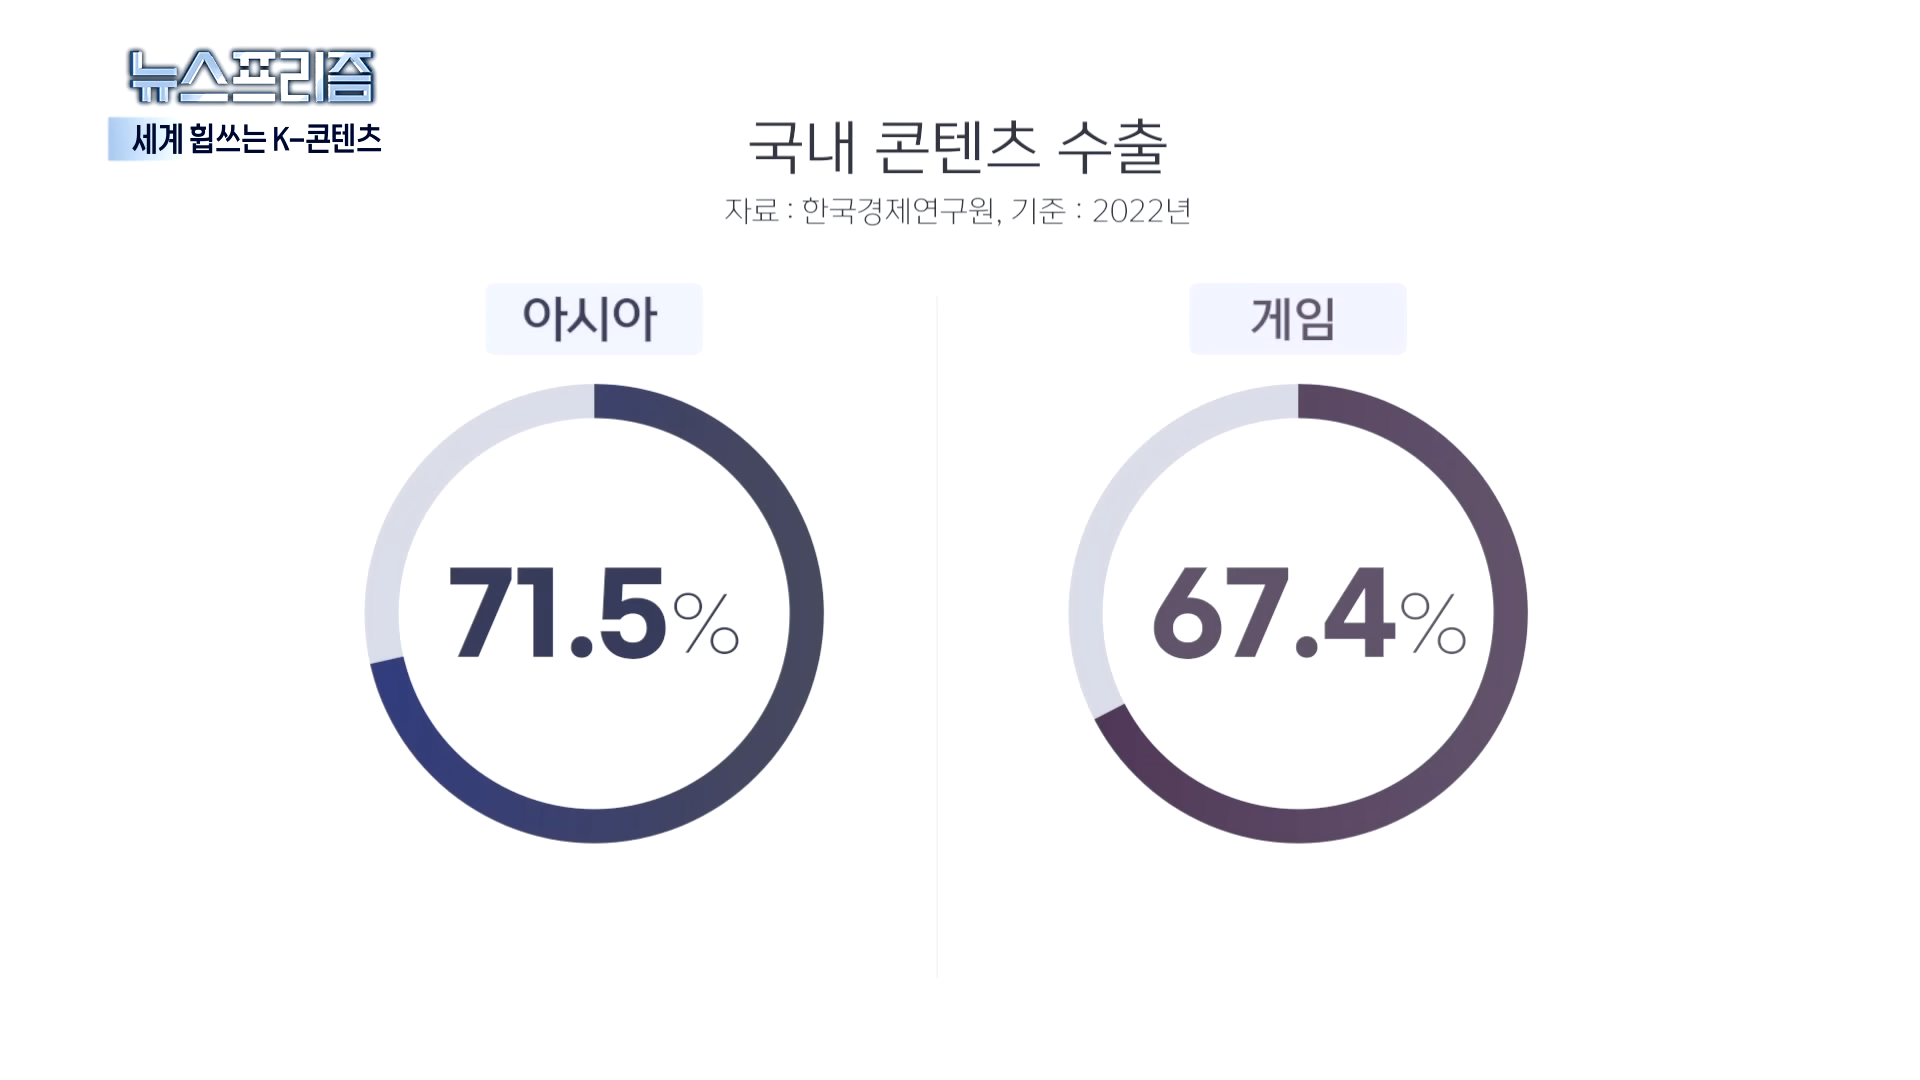 뉴스프리즘
세계 휩쓰는 K-콘텐츠
국내 콘텐츠 수출
자료 : 한국경제연구원, 기준 : 2022년
아시아
71.5%
게임
67.4%